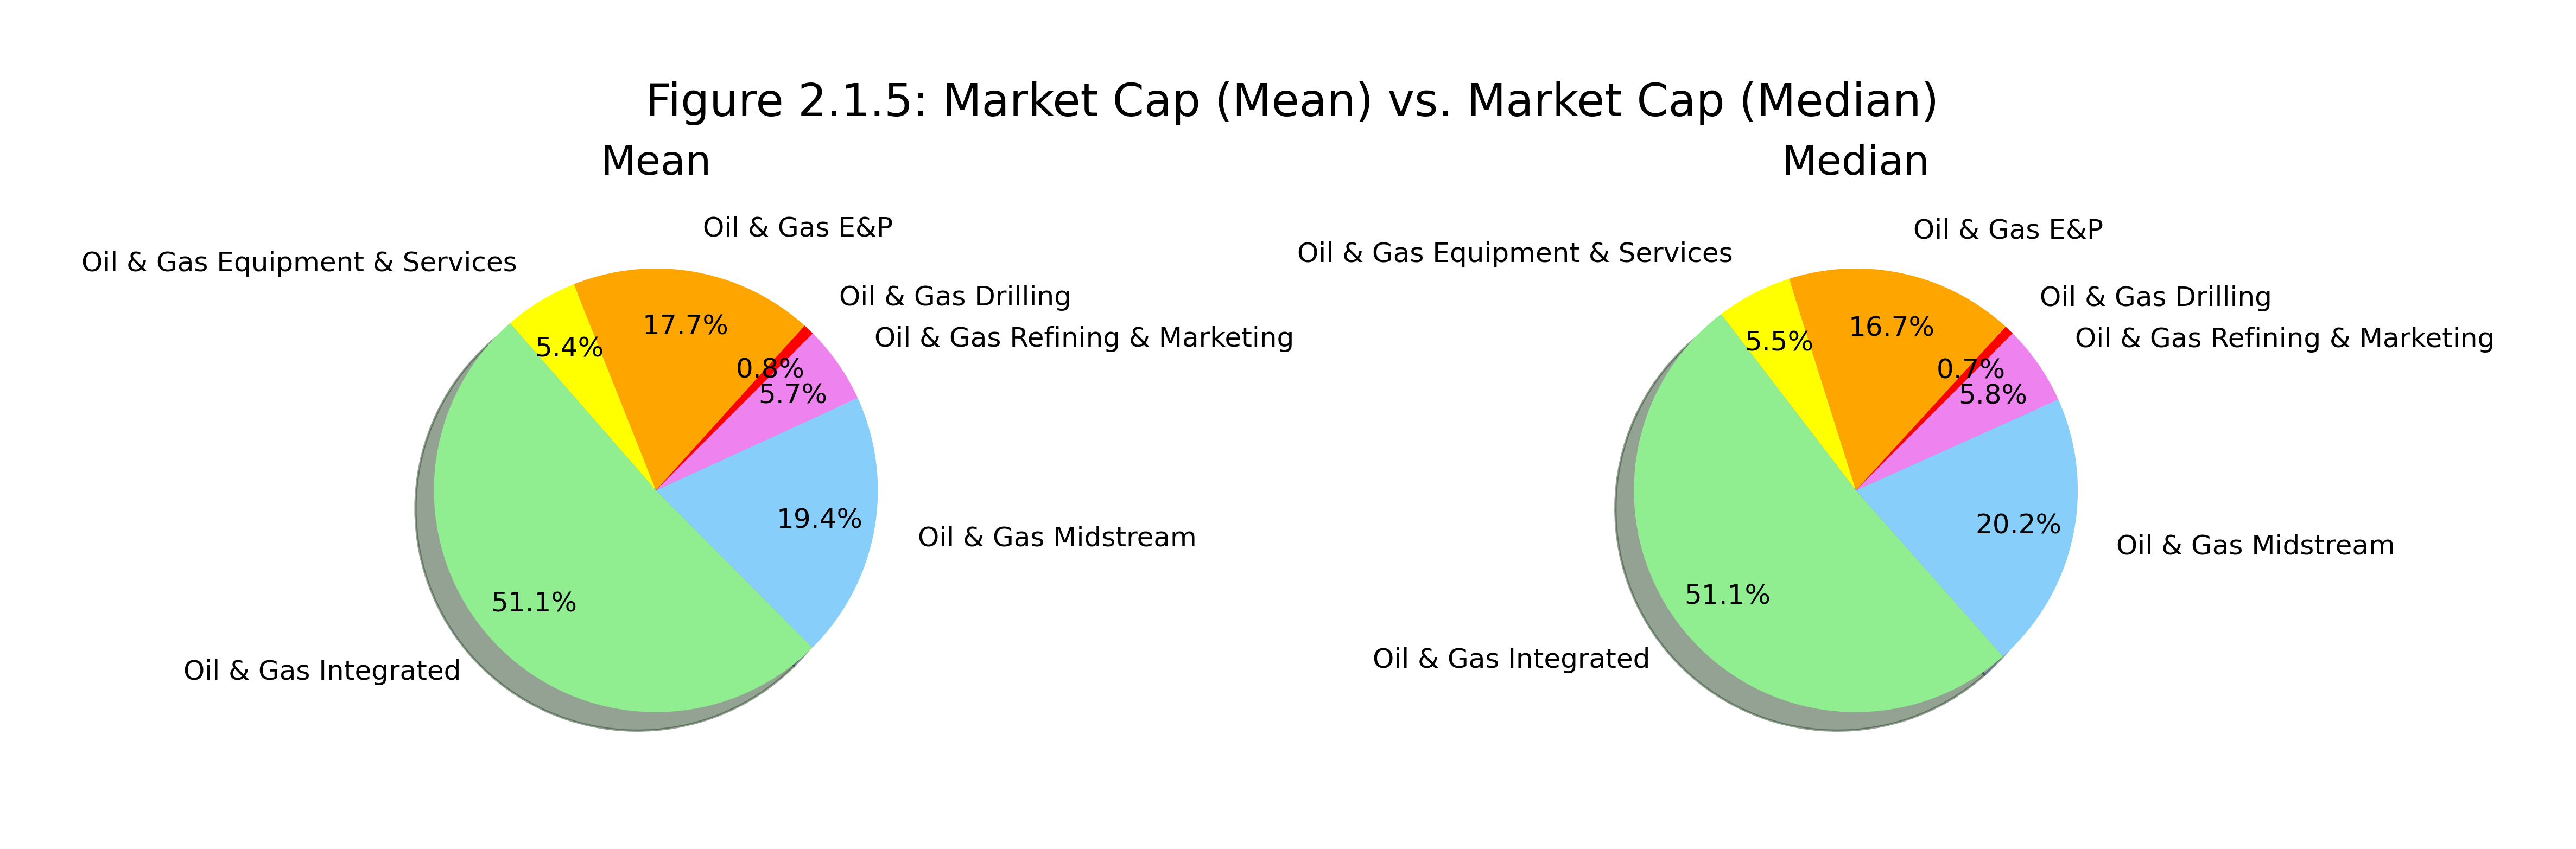 Figure 2.1.5: Market Cap (Mean) vs. Market Cap (Median)
Mean
Oil & Gas E&P
Oil & Gas Equipment & Services
Oil & Gas Drilling
17.7%
Oil & Gas Refining & Marketing
5.4%
0.8%
5.7%
19.4%
Oil & Gas Midstream
51.1%
Oil & Gas Integrated
Median
Oil & Gas E&P
Oil & Gas Equipment & Services
Oil & Gas Drilling
16.7%
Oil & Gas Refining & Marketing
5.5%
0.7%
5.8%
20.2%
Oil & Gas Midstream
51.1%
Oil & Gas Integrated